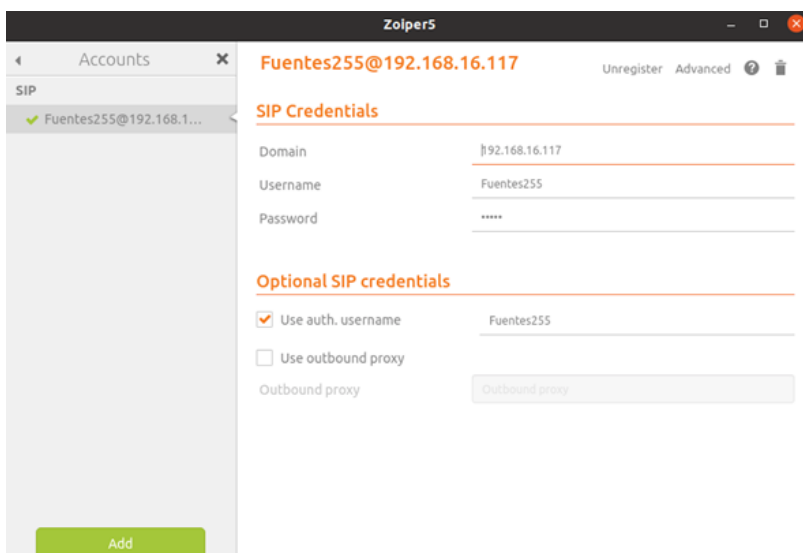 Zoiper5
Accounts
SIP
Fuentes255@192.168.1...
Add
Fuentes255@192.168.16.117
Unregister Advanced
SIP Credentials
Domain 192.168.16.117
Username Fuentes255
Password •••••
Optional SIP credentials
Use auth. username Fuentes255
Use outbound proxy
Outbound proxy Outbound proxy